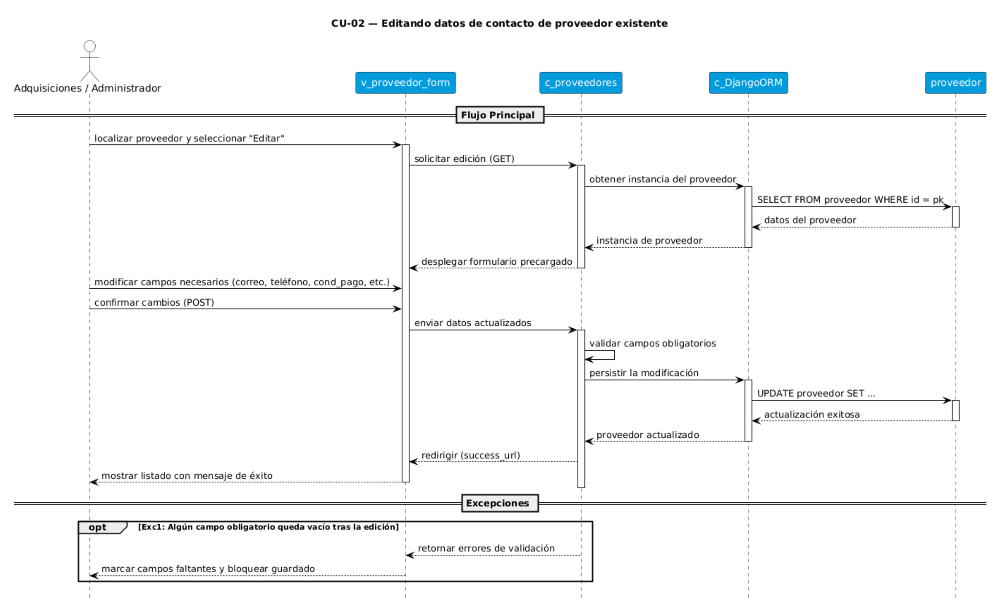 CU-02 — Editando datos de contacto de proveedor existente
Adquisiciones / Administrador
v_proveedor_form
c_proveedores
c_DjangoORM
proveedor
Flujo Principal
localizar proveedor y seleccionar "Editar"
solicitar edición (GET)
obtener instancia del proveedor
SELECT FROM proveedor WHERE id = pk
datos del proveedor
instancia de proveedor
desplegar formulario precargado
modificar campos necesarios (correo, teléfono, cond_pago, etc.)
confirmar cambios (POST)
enviar datos actualizados
validar campos obligatorios
persistir la modificación
UPDATE proveedor SET ...
actualización exitosa
proveedor actualizado
redirigir (success_url)
mostrar listado con mensaje de éxito
Excepciones
opt [Exc1: Algún campo obligatorio queda vacío tras la edición]
retornar errores de validación
marcar campos faltantes y bloquear guardado